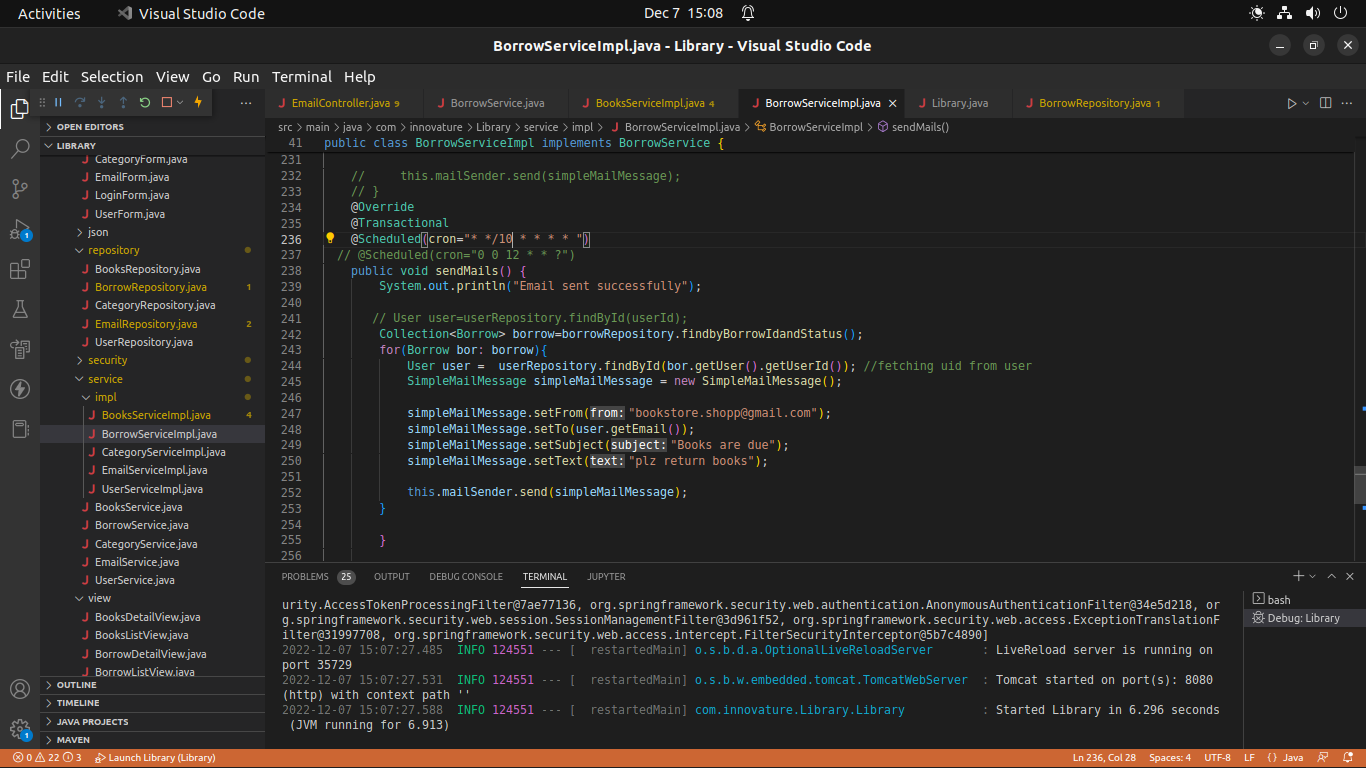 Activities Visual Studio Code Dec 7 15:08
BorrowServiceImpl.java - Library - Visual Studio Code
File Edit Selection View Go Run Terminal Help
EmailController.java 9 BorrowService.java BooksServiceImpl.java 4 BorrowServiceImpl.java Library.java BorrowRepository.java 1
OPEN EDITORS
LIBRARY
CategoryForm.java
EmailForm.java
LoginForm.java
UserForm.java
json
repository
BooksRepository.java
BorrowRepository.java 1
CategoryRepository.java
EmailRepository.java 2
UserRepository.java
security
service
impl
BooksServiceImpl.java 4
BorrowServiceImpl.java
CategoryServiceImpl.java
EmailServiceImpl.java
UserServiceImpl.java
BooksService.java
BorrowService.java
CategoryService.java
EmailService.java
UserService.java
view
BooksDetailView.java
BooksListView.java
BorrowDetailView.java
BorrowListView.java
OUTLINE
TIMELINE
JAVA PROJECTS
MAVEN
1
1
src > main > java > com > innovature > Library > service > impl > BorrowServiceImpl.java > BorrowServiceImpl > sendMails()
41 public class BorrowServiceImpl implements BorrowService {
231
232 // this.mailSender.send(simpleMailMessage);
233 // }
234 @Override
235 @Transactional
236 @Scheduled(cron="* */10 * * * * ")
237 // @Scheduled(cron="0 0 12 * * ?")
238 public void sendMails() {
239 System.out.println("Email sent successfully");
240
241 // User user=userRepository.findById(userId);
242 Collection<Borrow> borrow=borrowRepository.findbyBorrowIdandStatus();
243 for(Borrow bor: borrow){
244 User user = userRepository.findById(bor.getUser().getUserId()); //fetching uid from user
245 SimpleMailMessage simpleMailMessage = new SimpleMailMessage();
246
247 simpleMailMessage.setFrom(from: "bookstore.shopp@gmail.com");
248 simpleMailMessage.setTo(user.getEmail());
249 simpleMailMessage.setSubject(subject: "Books are due");
250 simpleMailMessage.setText(text: "plz return books");
251
252 this.mailSender.send(simpleMailMessage);
253 }
254
255 }
256
PROBLEMS 25 OUTPUT DEBUG CONSOLE TERMINAL JUPYTER
urity.AccessTokenProcessingFilter@7ae77136, org.springframework.security.web.authentication.AnonymousAuthenticationFilter@34e5d218, or
g.springframework.security.web.session.SessionManagementFilter@3d961f52, org.springframework.security.web.access.ExceptionTranslationF
ilter@31997708, org.springframework.security.web.access.intercept.FilterSecurityInterceptor@5b7c4890]
2022-12-07 15:07:27.485 INFO 124551 --- [ restartedMain] o.s.b.d.a.OptionalLiveReloadServer : LiveReload server is running on
port 35729
2022-12-07 15:07:27.531 INFO 124551 --- [ restartedMain] o.s.b.w.embedded.tomcat.TomcatWebServer : Tomcat started on port(s): 8080
(http) with context path ''
2022-12-07 15:07:27.588 INFO 124551 --- [ restartedMain] com.innovature.Library.Library : Started Library in 6.296 seconds
(JVM running for 6.913)
bash
Debug: Library
0 22 3 Launch Library (Library) Ln 236, Col 28 Spaces: 4 UTF-8 LF {} Java